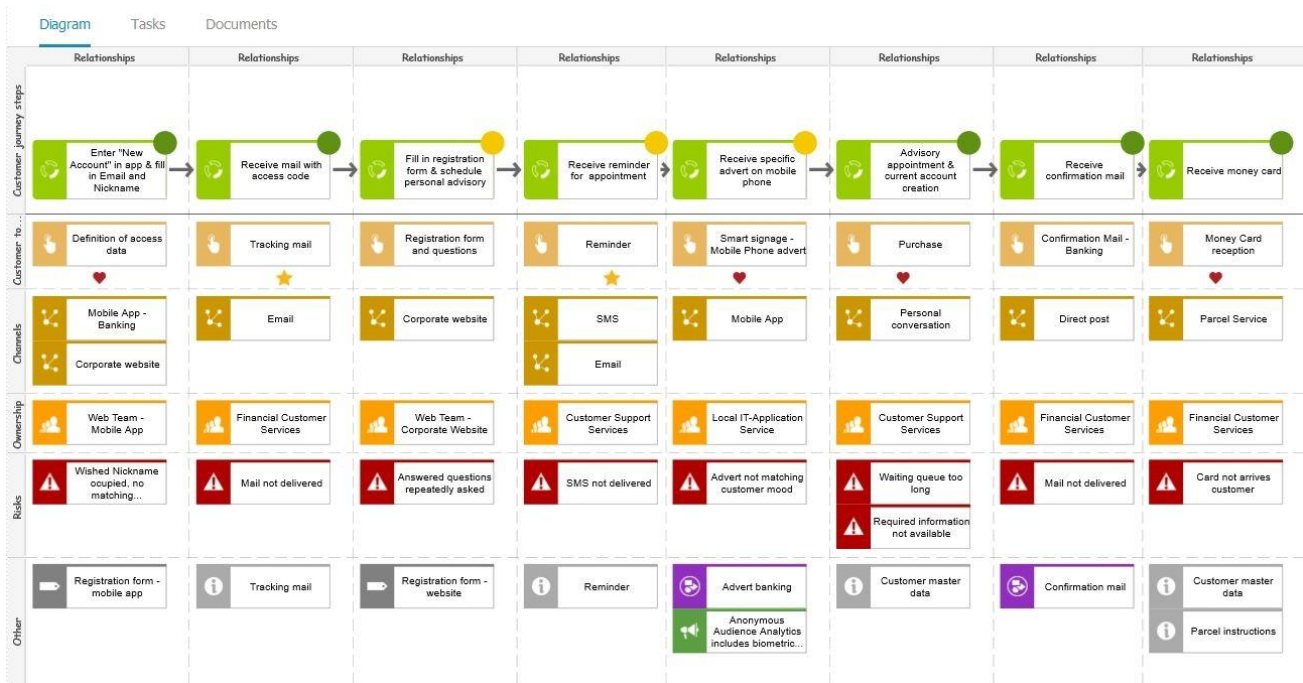 Diagram Tasks Documents
Relationships Relationships Relationships Relationships Relationships Relationships Relationships Relationships
Customer journey steps
Enter "New
Account" in app & fill
in Email and
Nickname
Receive mail with
access code
Fill in registration
form & schedule
personal advisory
Receive reminder
for appointment
Receive specific
advert on mobile
phone
Advisory
appointment &
current account
creation
Receive
confirmation mail
Receive money card
Customer to...
Definition of access
data
Tracking mail
Registration form
and questions
Reminder
Smart signage -
Mobile Phone advert
Purchase
Confirmation Mail -
Banking
Money Card
reception
Channels
Mobile App -
Banking
Corporate website
Email
Corporate website
SMS
Email
Mobile App
Personal
conversation
Direct post
Parcel Service
Ownership
Web Team -
Mobile App
Financial Customer
Services
Web Team -
Corporate Website
Customer Support
Services
Local IT-Application
Service
Customer Support
Services
Financial Customer
Services
Financial Customer
Services
Risks
Wished Nickname
ocupied, no
matching...
Mail not delivered
Answered questions
repeatedly asked
SMS not delivered
Advert not matching
customer mood
Waiting queue too
long
Required information
not available
Mail not delivered
Card not arrives
customer
Other
Registration form -
mobile app
Tracking mail
Registration form -
website
Reminder
Advert banking
Anonymous
Audience Analytics
includes biometric...
Customer master
data
Confirmation mail
Customer master
data
Parcel instructions